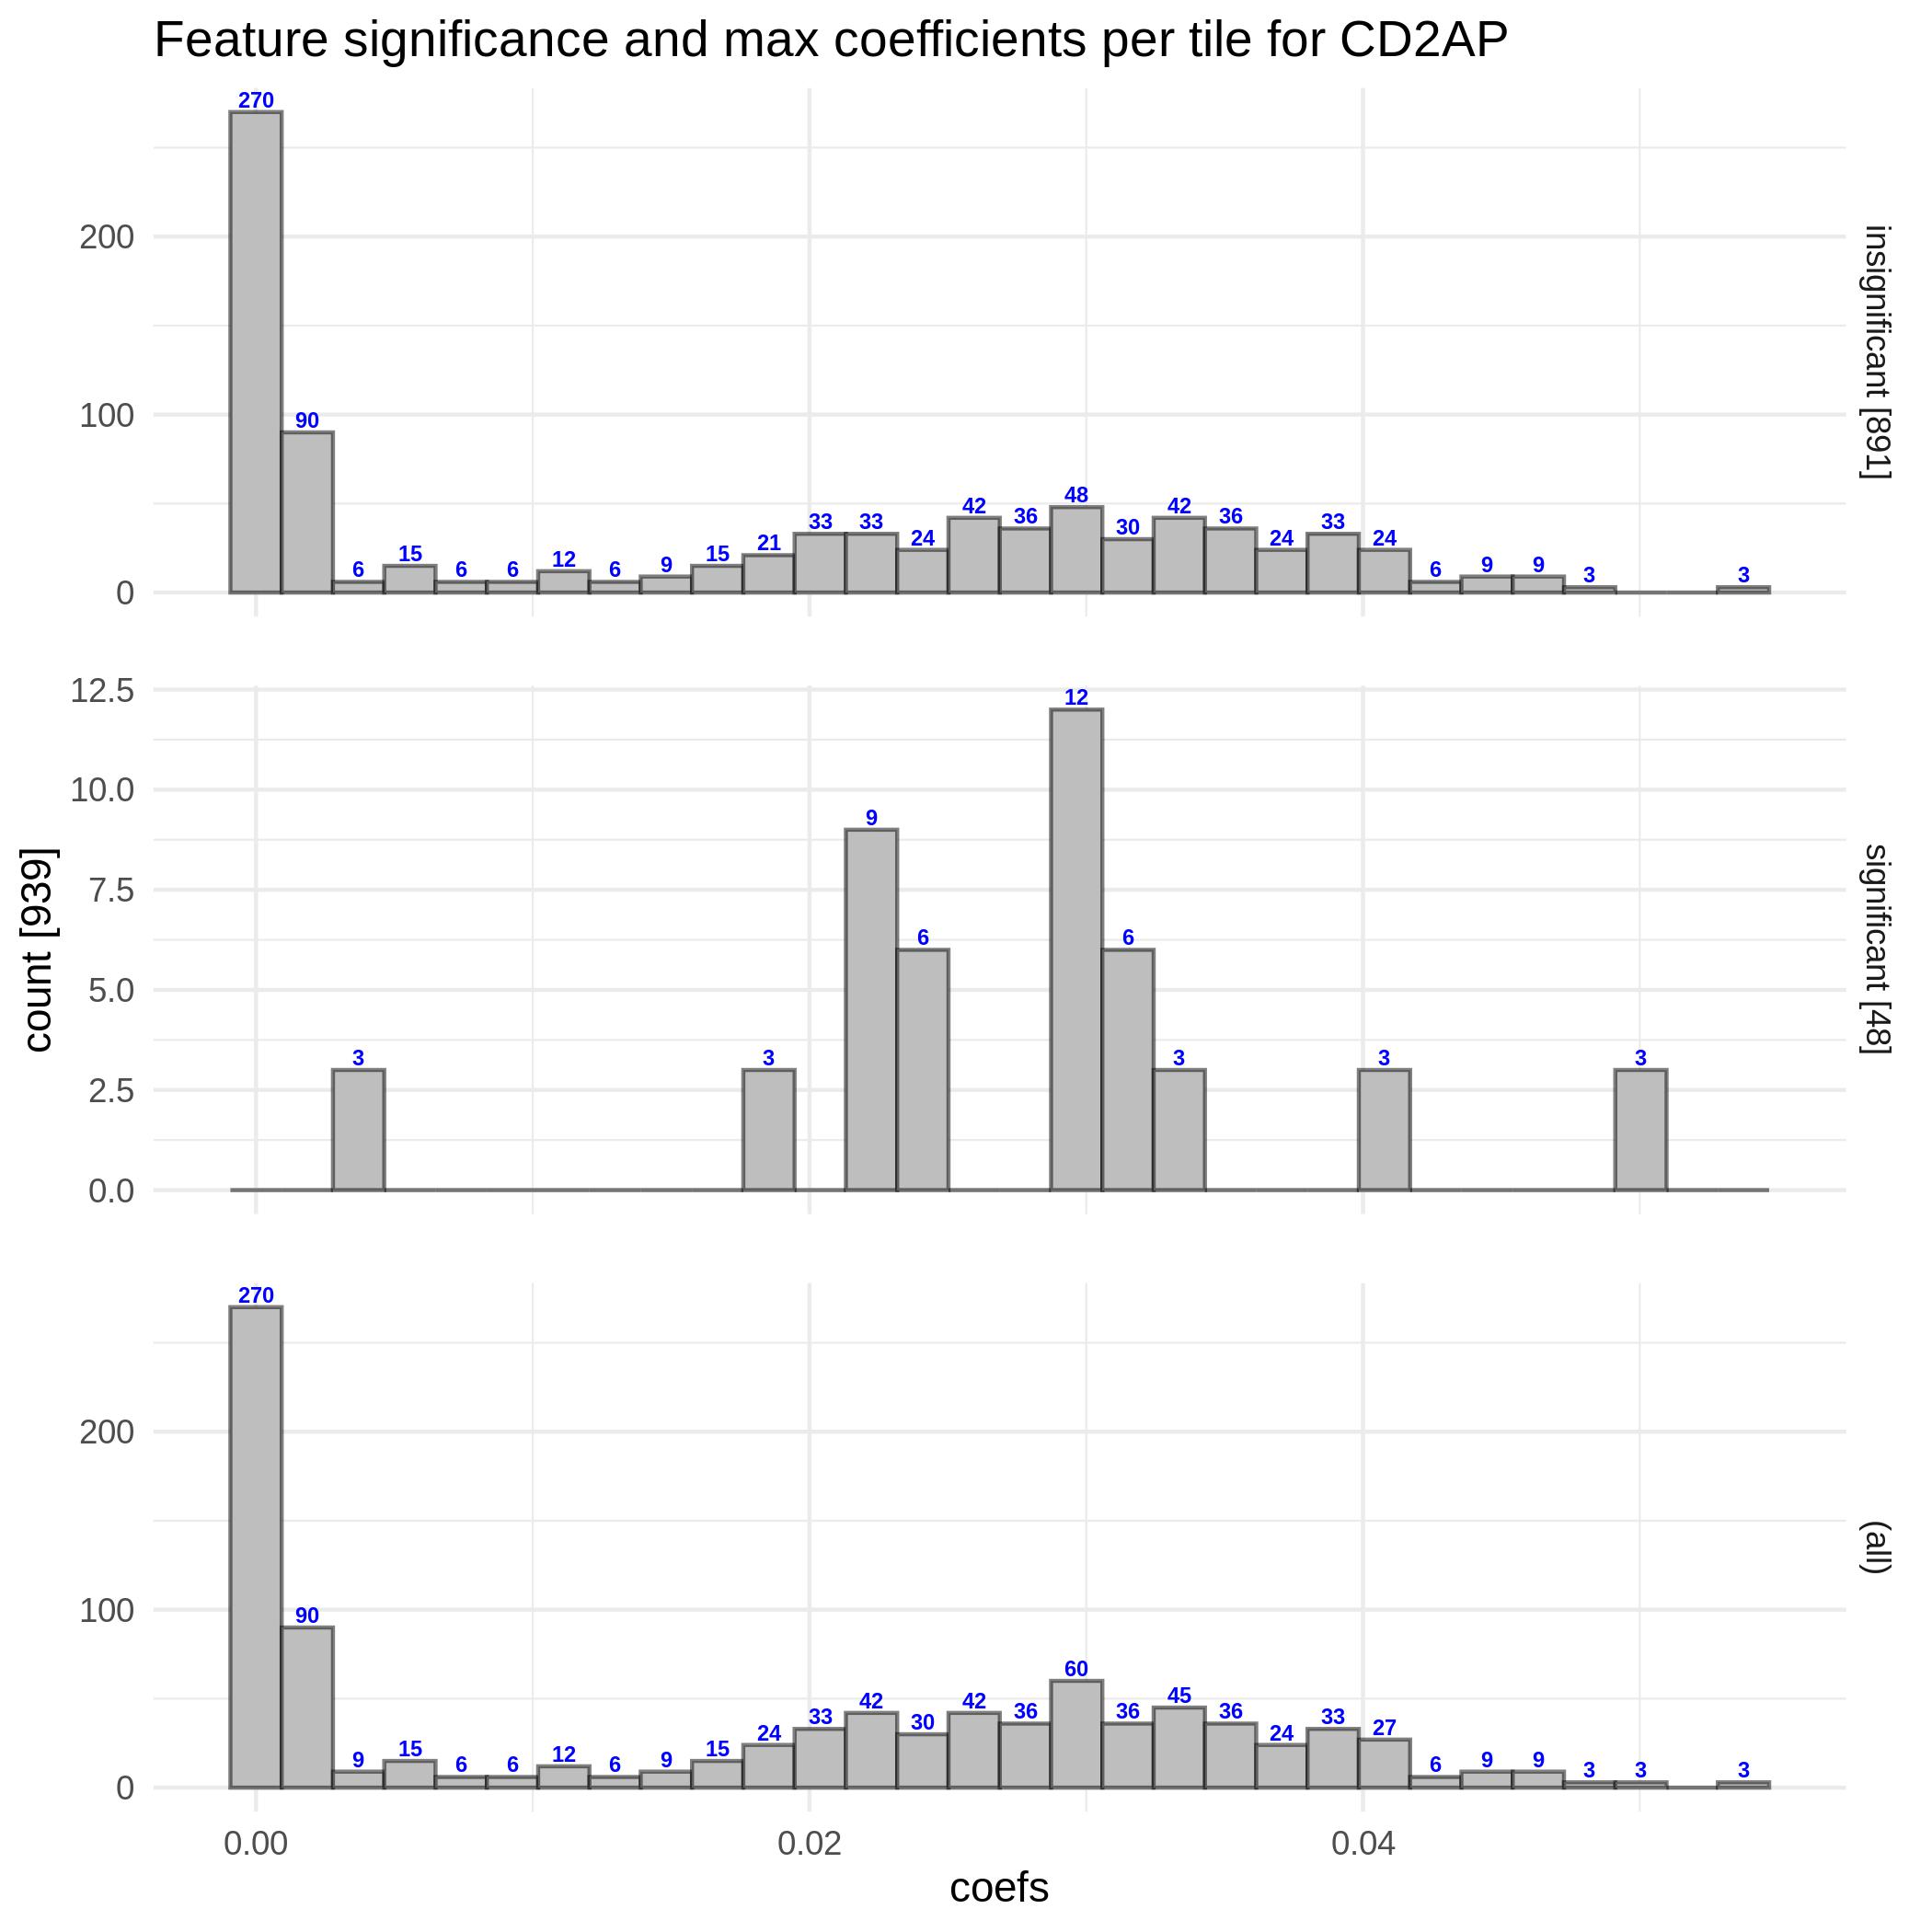 Feature significance and max coefficients per tile for CD2AP
270
90
6 15 6 6 12 6 9 15 21 33 33 24 42 36 48 30 42 36 24 33 24 6 9 9 3 3
200
100
0
insignificant [891]
12.5
10.0
7.5
5.0
2.5
0.0
3 3 9 6 12 6 3 3 3
significant [48]
count [939]
270
90
9 15 6 6 12 6 9 15 24 33 42 30 42 36 60 36 45 36 24 33 27 6 9 9 3 3 3
200
100
0
(all)
0.00 0.02 0.04
coefs